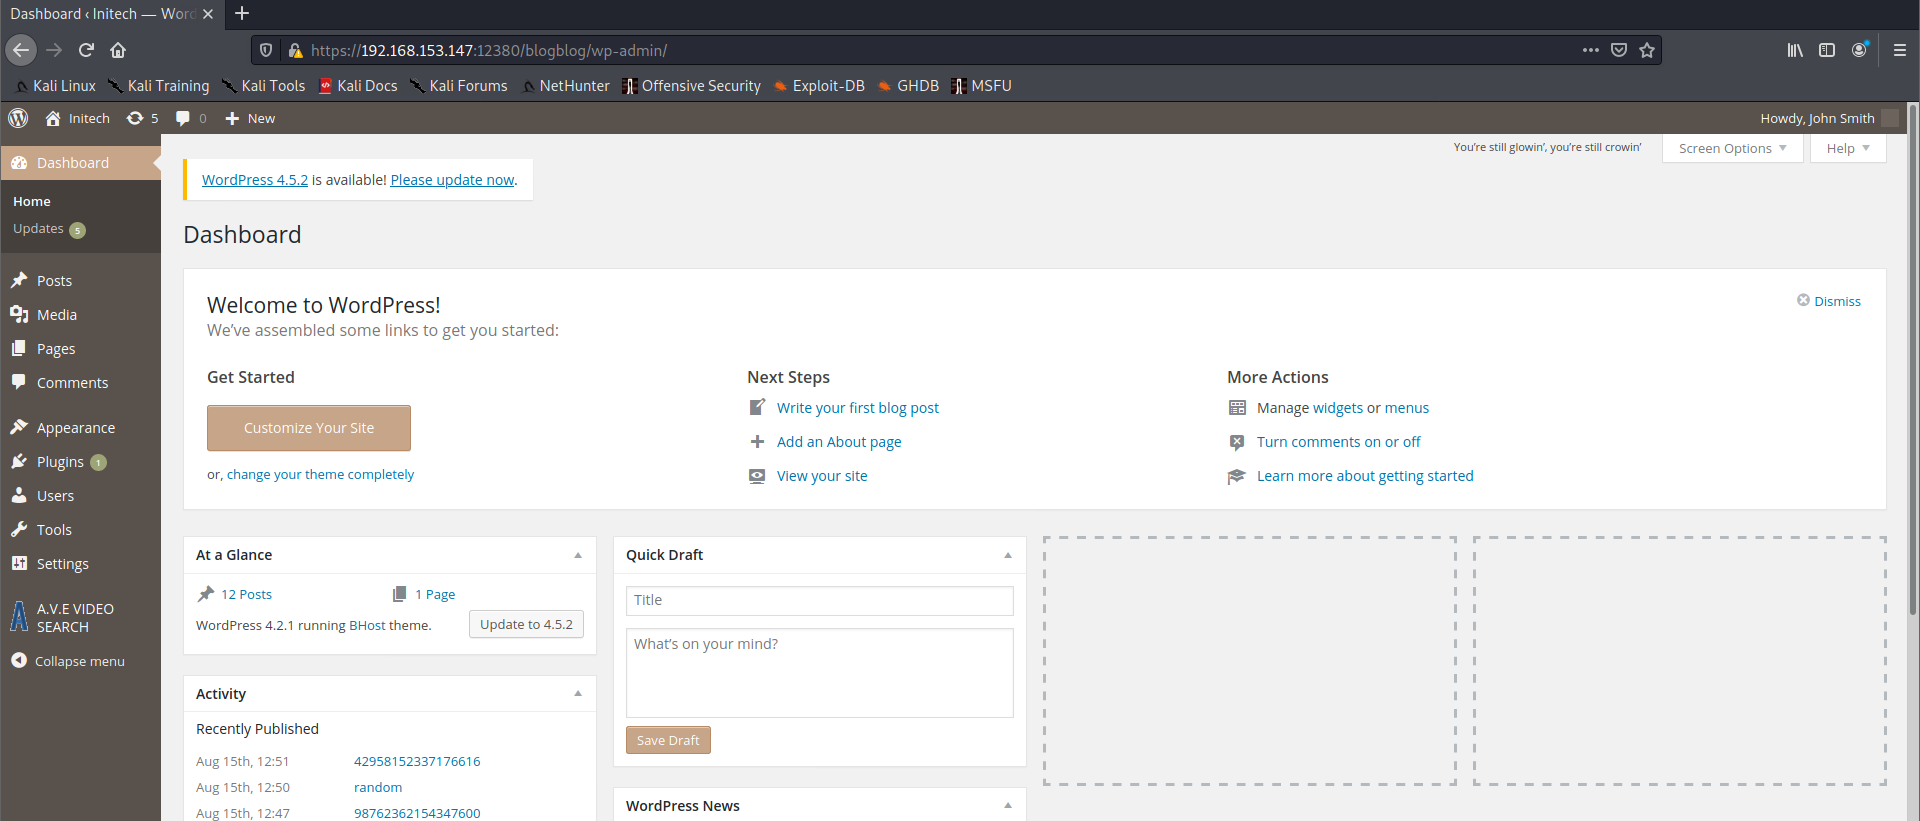 Dashboard ‹ Initech — Wor
https://192.168.153.147:12380/blogblog/wp-admin/
Kali Linux Kali Training Kali Tools Kali Docs Kali Forums NetHunter Offensive Security Exploit-DB GHDB MSFU
Initech 5 0 New Howdy, John Smith
Dashboard
Home
Updates 5
Posts
Media
Pages
Comments
Appearance
Plugins 1
Users
Tools
Settings
A.V.E VIDEO
SEARCH
Collapse menu
You're still glowin', you're still crowin' Screen Options Help
WordPress 4.5.2 is available! Please update now.
Dashboard
Welcome to WordPress!
Dismiss
We've assembled some links to get you started:
Get Started
Customize Your Site
or, change your theme completely
Next Steps
Write your first blog post
Add an About page
View your site
More Actions
Manage widgets or menus
Turn comments on or off
Learn more about getting started
At a Glance
12 Posts 1 Page
WordPress 4.2.1 running BHost theme. Update to 4.5.2
Activity
Recently Published
Aug 15th, 12:51 42958152337176616
Aug 15th, 12:50 random
Aug 15th, 12:47 98762362154347600
Quick Draft
Title
What's on your mind?
Save Draft
WordPress News